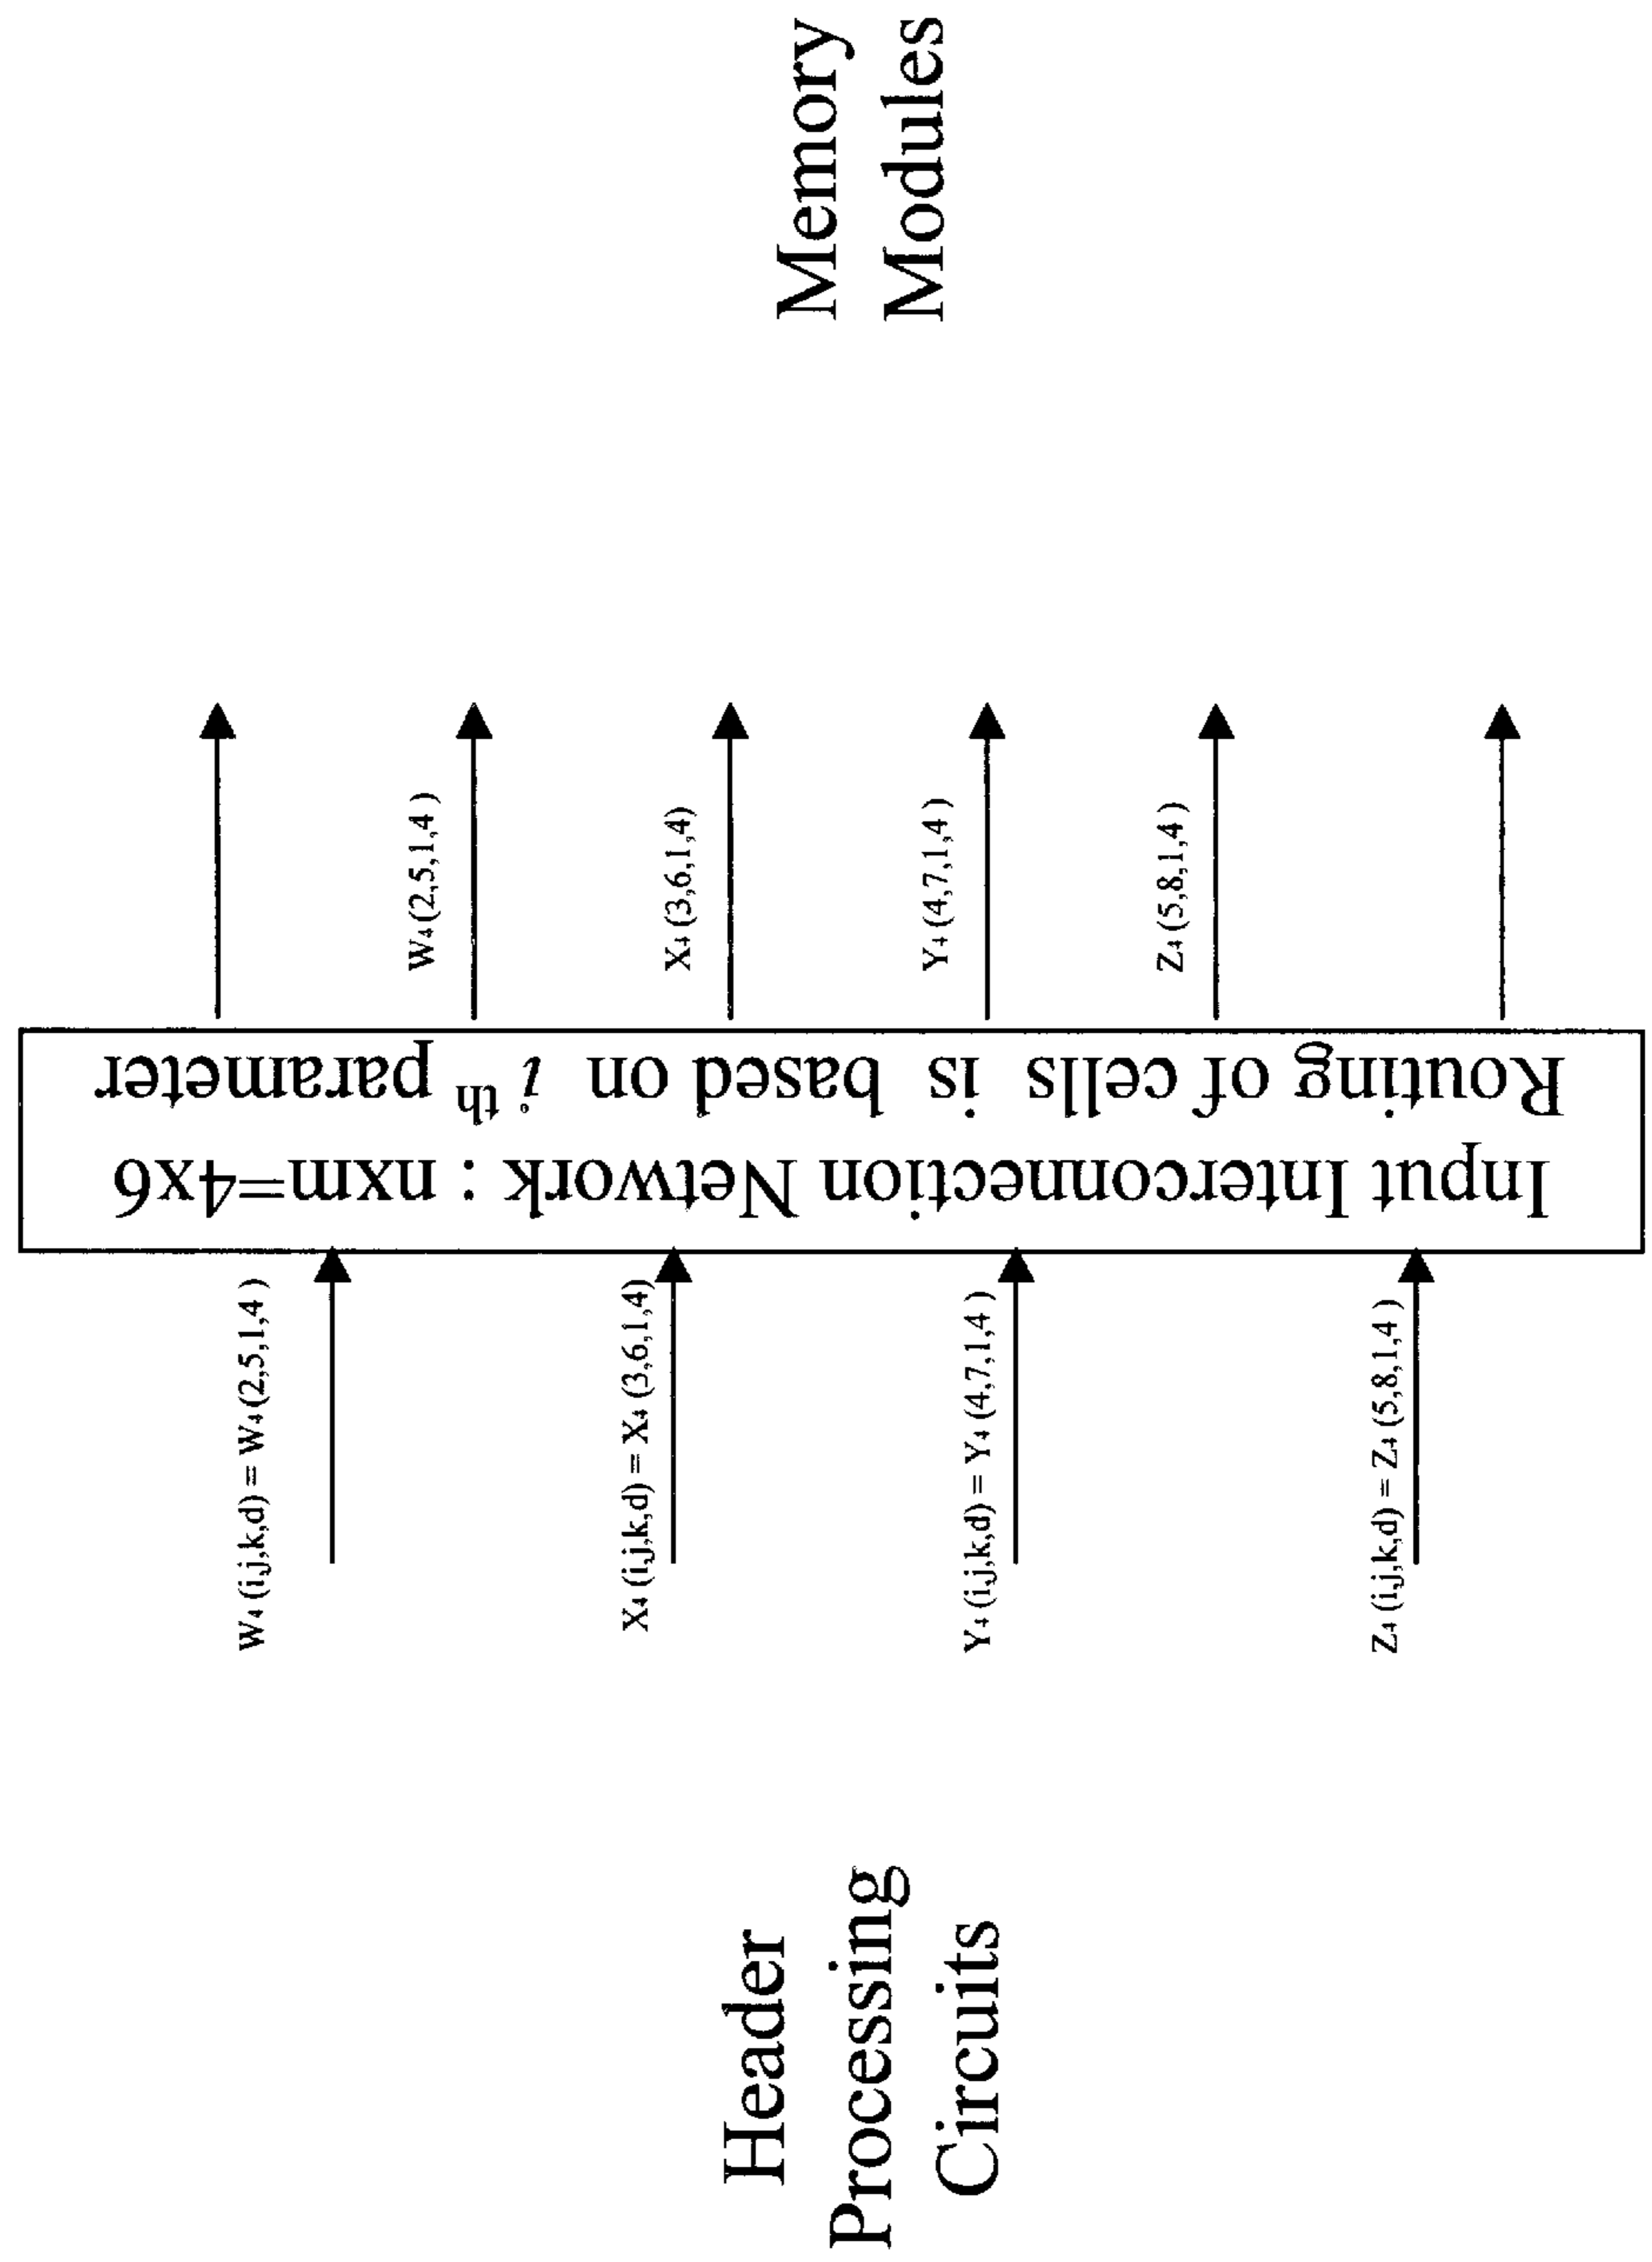 Header
Processing
Circuits
W₄ (i,j,k,d) = W₄ (2,5,1,4 )
X₄ (i,j,k,d) = X₄ (3,6,1,4)
Y₄ (i,j,k,d) = Y₄ (4,7,1,4 )
Z₄ (i,j,k,d) = Z₄ (5,8,1,4 )
Input Interconnection Network : nxm=4x6
Routing of cells is based on i th parameter
W₄ (2,5,1,4 )
X₄ (3,6,1,4)
Y₄ (4,7,1,4 )
Z₄ (5,8,1,4 )
Memory
Modules